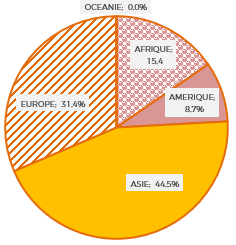 OCEANIE; 0,0%
AFRIQUE;
15,4
AMERIQUE;
8,7%
EUROPE; 31.4%
ASIE; 44,5%